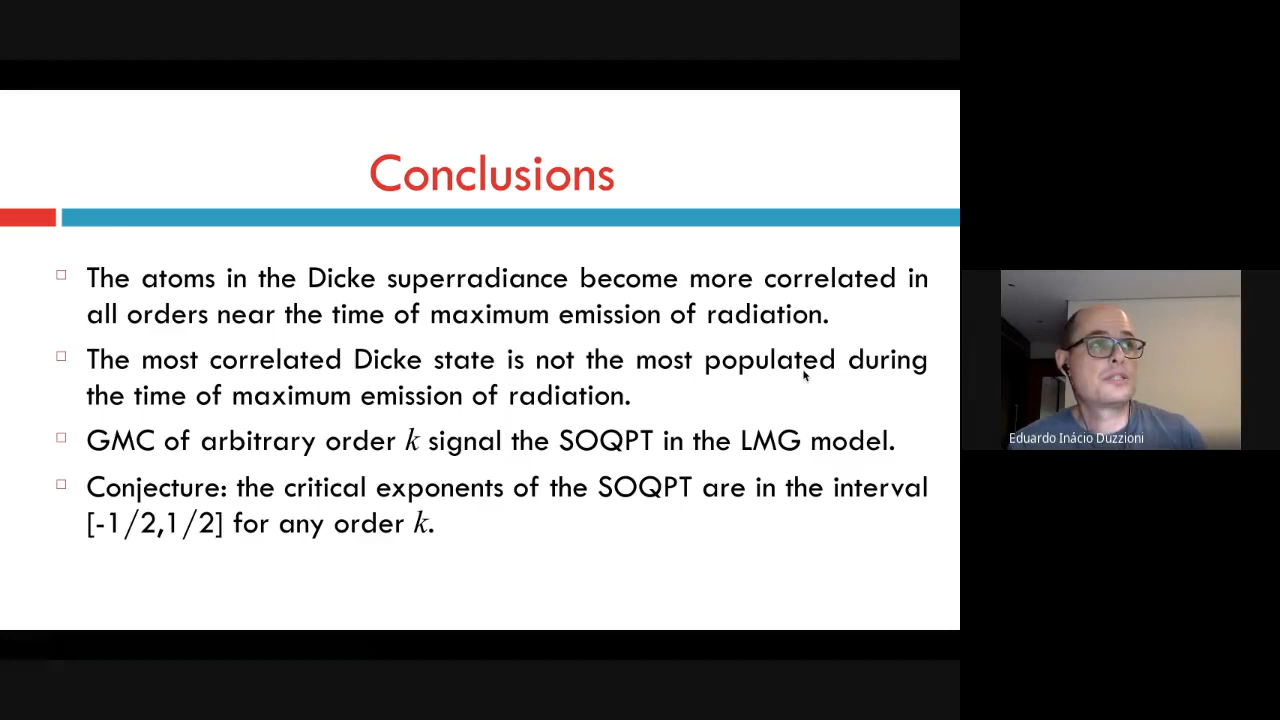 Conclusions
The atoms in the Dicke superradiance become more correlated in
all orders near the time of maximum emission of radiation.
The most correlated Dicke state is not the most populated during
the time of maximum emission of radiation.
GMC of arbitrary order k signal the SOQPT in the LMG model.
Conjecture: the critical exponents of the SOQPT are in the interval
[-1/2,1/2] for any order k.
Eduardo Inácio Duzzioni